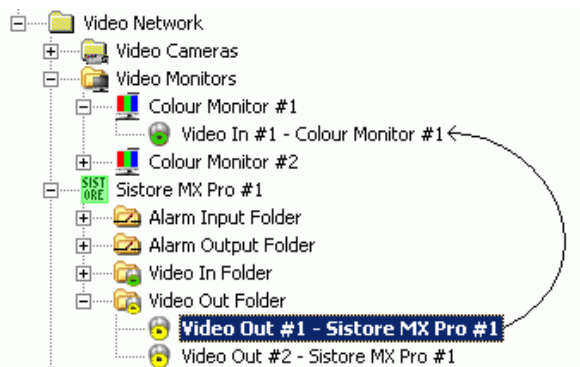 Video Network
Video Cameras
Video Monitors
Colour Monitor #1
Video In #1 - Colour Monitor #1
Colour Monitor #2
SIST
ORE
Sistore MX Pro #1
Alarm Input Folder
Alarm Output Folder
Video In Folder
Video Out Folder
Video Out #1 - Sistore MX Pro #1
Video Out #2 - Sistore MX Pro #1